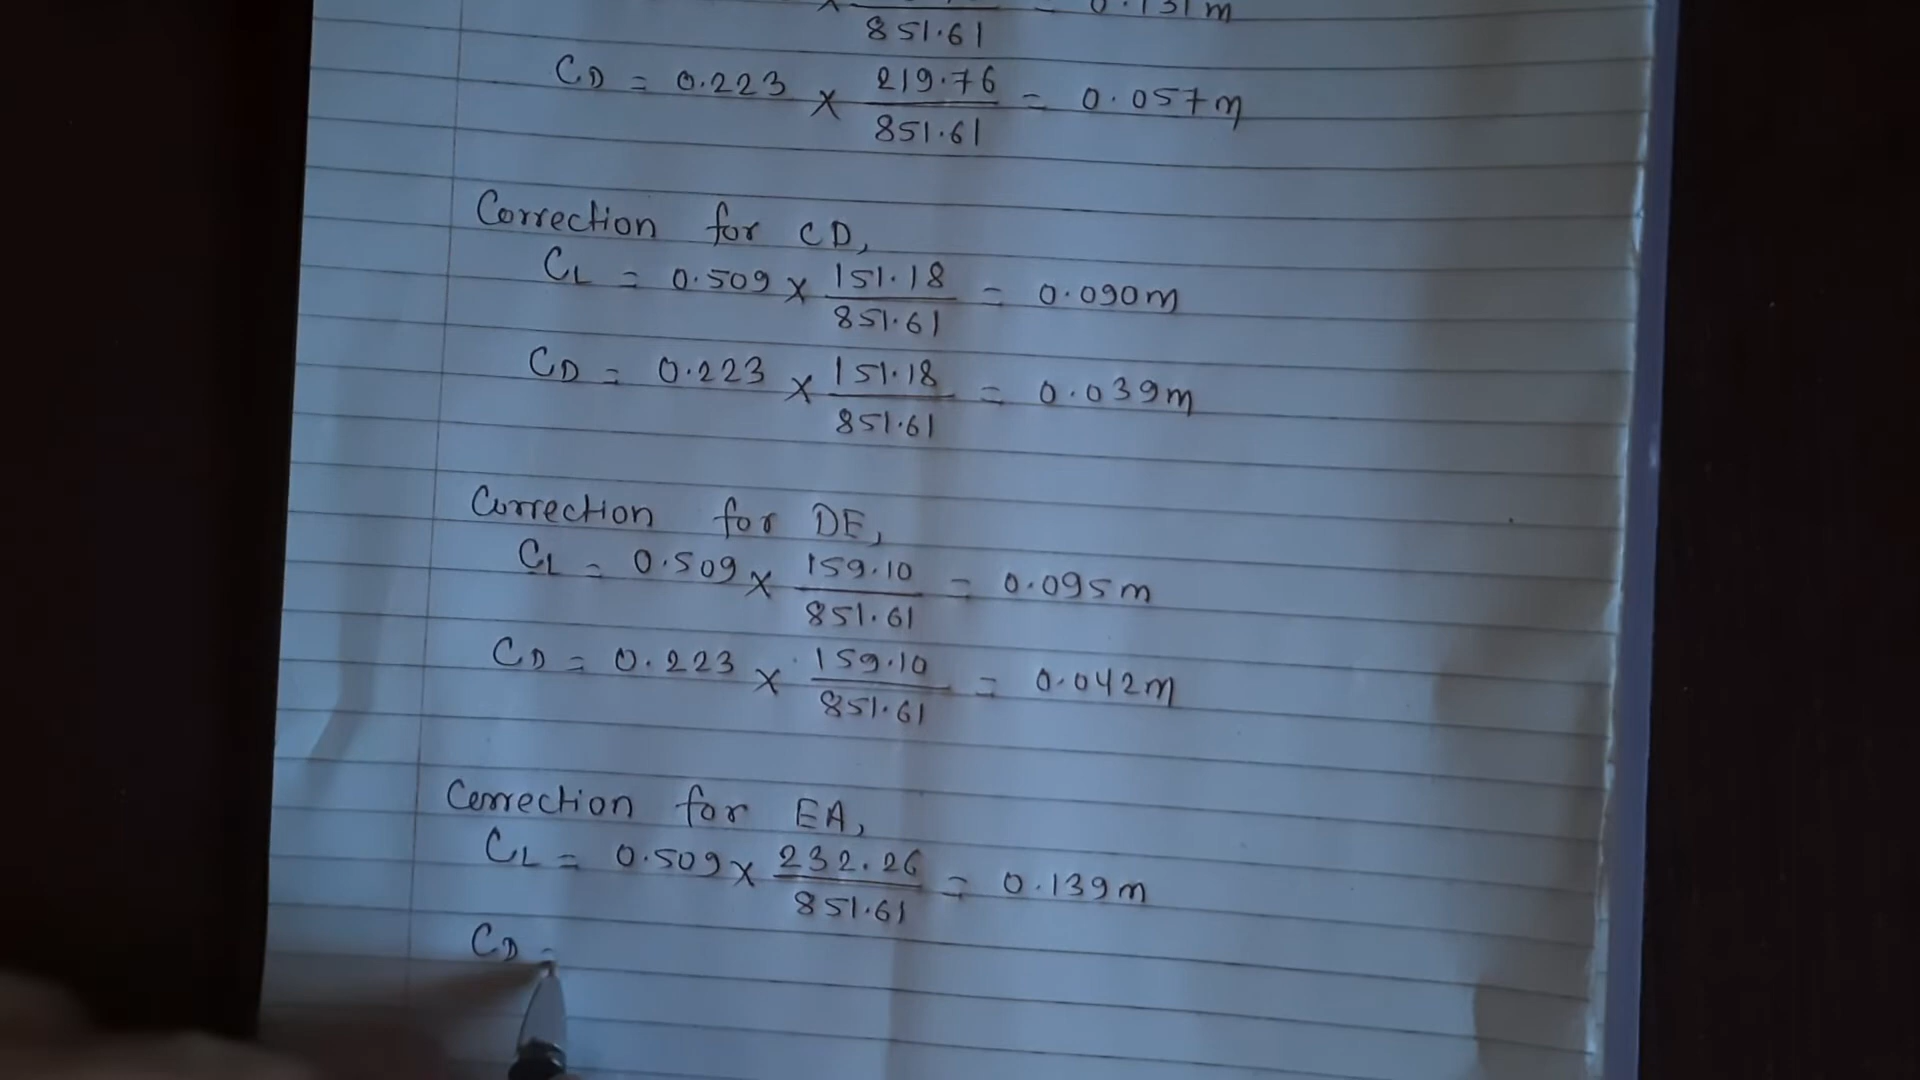 × 851.61 = 0.131m
CD = 0.223 × 219.76 / 851.61 = 0.057m
Correction for CD,
CL = 0.509 × 151.18 / 851.61 = 0.090m
CD = 0.223 × 151.18 / 851.61 = 0.039m
Correction for DE,
CL = 0.509 × 159.10 / 851.61 = 0.095m
CD = 0.223 × 159.10 / 851.61 = 0.042m
Correction for EA,
CL = 0.509 × 232.26 / 851.61 = 0.139m
CD =